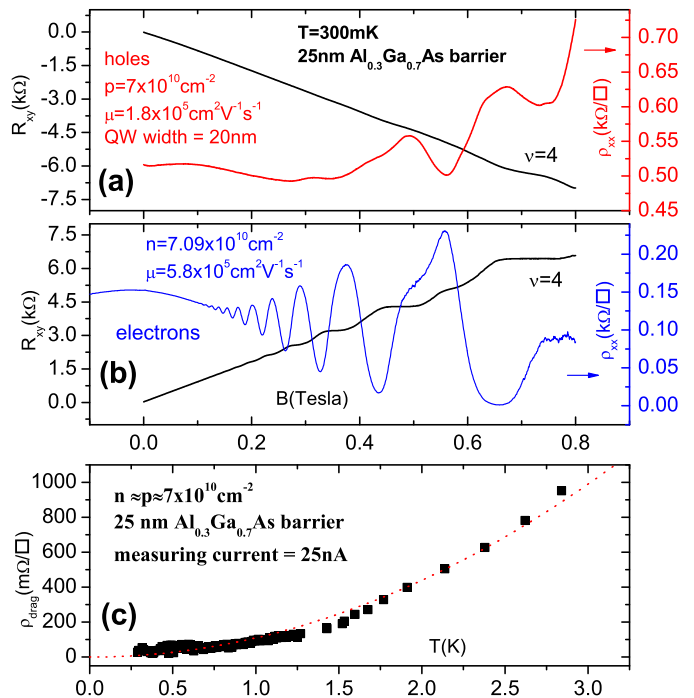 (a)
T=300mK
25nm Al0.3Ga0.7As barrier
holes
p=7x10^10cm^-2
μ=1.8x10^5cm^2V^-1s^-1
QW width = 20nm
ν=4
Rxy(kΩ)
0.0
-1.5
-3.0
-4.5
-6.0
-7.5
ρxx(kΩ/□)
0.70
0.65
0.60
0.55
0.50
0.45
(b)
n=7.09x10^10cm^-2
μ=5.8x10^5cm^2V^-1s^-1
electrons
ν=4
Rxy(kΩ)
7.5
6.0
4.5
3.0
1.5
0.0
ρxx(kΩ/□)
0.20
0.15
0.10
0.05
0.00
B(Tesla)
0.0 0.2 0.4 0.6 0.8
(c)
n ≈p≈7x10^10cm^-2
25 nm Al0.3Ga0.7As barrier
measuring current = 25nA
ρdrag(mΩ/□)
1000
800
600
400
200
0
T(K)
0.0 0.5 1.0 1.5 2.0 2.5 3.0